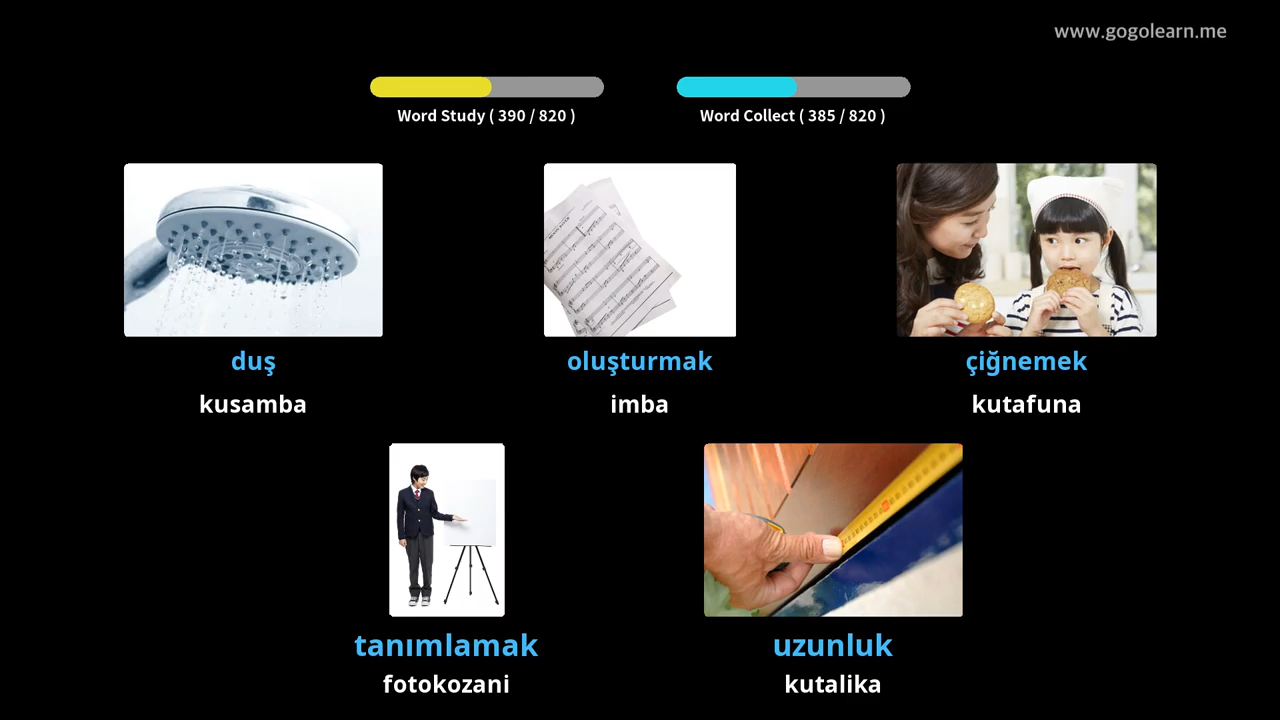 www.gogolearn.me
Word Study ( 390 / 820 )
Word Collect ( 385 / 820 )
duş
kusamba
oluşturmak
imba
çiğnemek
kutafuna
tanımlamak
fotokozani
uzunluk
kutalika